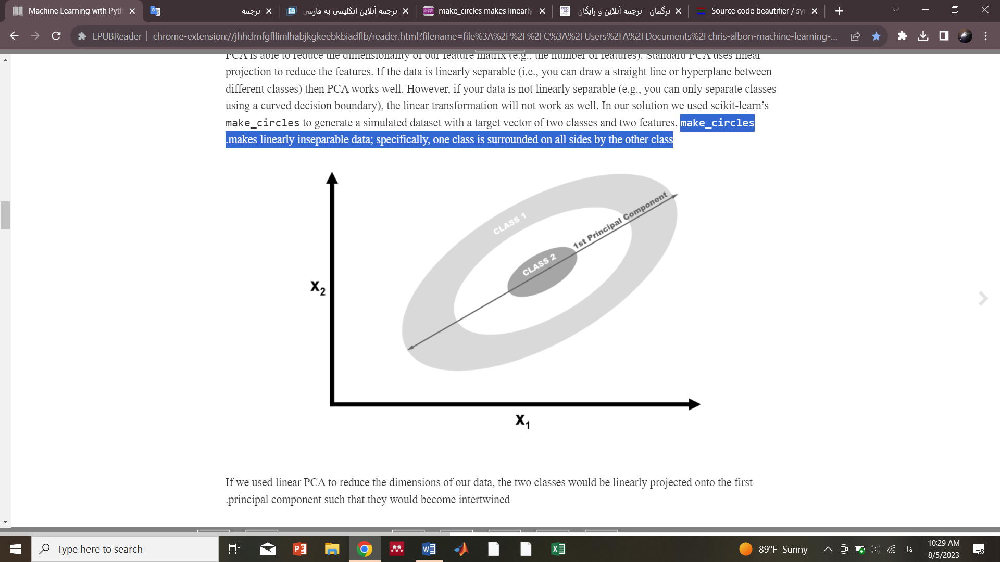 Machine Learning with Pyth
ترجمه
ترجمه آنلاین انگلیسی به فارسی
make_circles makes linearly
ترگمان - ترجمه آنلاین و رایگان
Source code beautifier / syn
EPUBReader
chrome-extension://jhhclmfgfllimlhabjkgkeebkbiadflb/reader.html?filename=file%3A%2F%2F%2FC%3A%2FUsers%2FA%2FDocuments%2Fchris-albon-machine-learning-...
PCA is able to reduce the dimensionality of our feature matrix (e.g., the number of features). Standard PCA uses linear
projection to reduce the features. If the data is linearly separable (i.e., you can draw a straight line or hyperplane between
different classes) then PCA works well. However, if your data is not linearly separable (e.g., you can only separate classes
using a curved decision boundary), the linear transformation will not work as well. In our solution we used scikit-learn’s
make_circles to generate a simulated dataset with a target vector of two classes and two features. make_circles
.makes linearly inseparable data; specifically, one class is surrounded on all sides by the other class
CLASS 1
1st Principal Component
CLASS 2
X2
X1
If we used linear PCA to reduce the dimensions of our data, the two classes would be linearly projected onto the first
.principal component such that they would become intertwined
Type here to search
89°F Sunny
فا
10:29 AM
8/5/2023